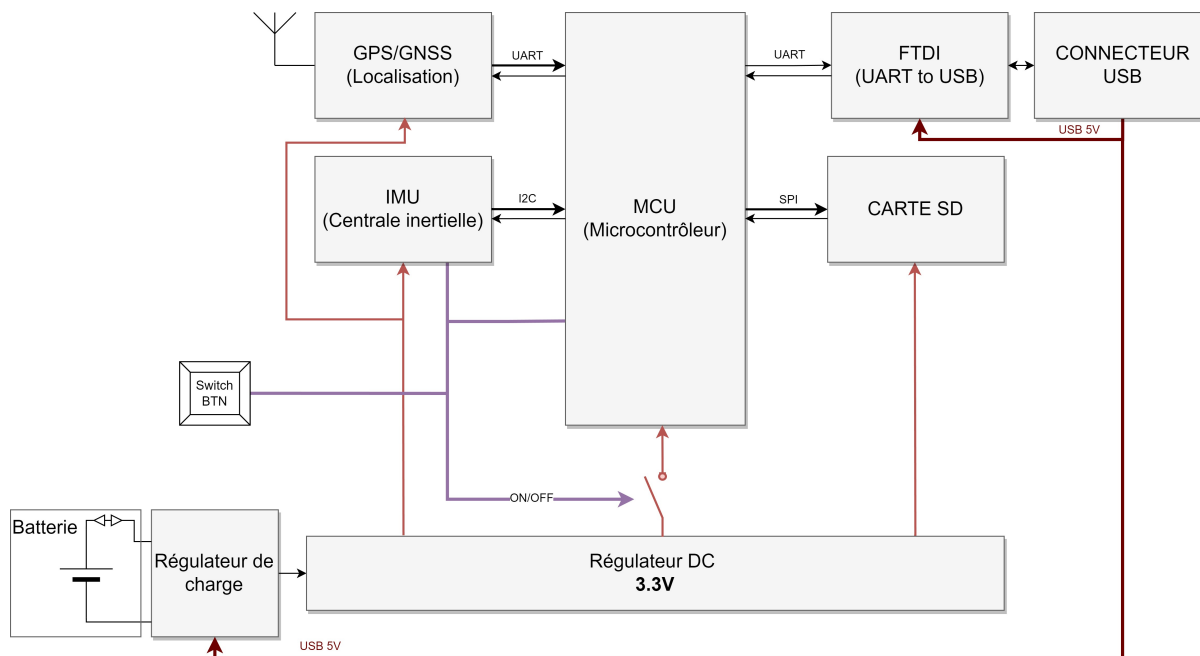 GPS/GNSS
(Localisation)
UART
MCU
(Microcontrôleur)
UART
FTDI
(UART to USB)
CONNECTEUR
USB
USB 5V
IMU
(Centrale inertielle)
I2C
SPI
CARTE SD
Switch
BTN
ON/OFF
Batterie
Régulateur de
charge
Régulateur DC
3.3V
USB 5V